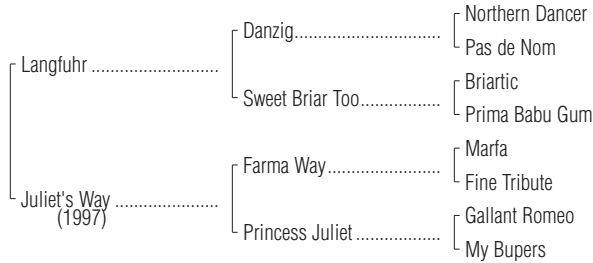 Northern Dancer
Danzig
Pas de Nom
Langfuhr
Briartic
Sweet Briar Too
Prima Babu Gum
Marfa
Farma Way
Fine Tribute
Juliet's Way
(1997)
Gallant Romeo
Princess Juliet
My Bupers